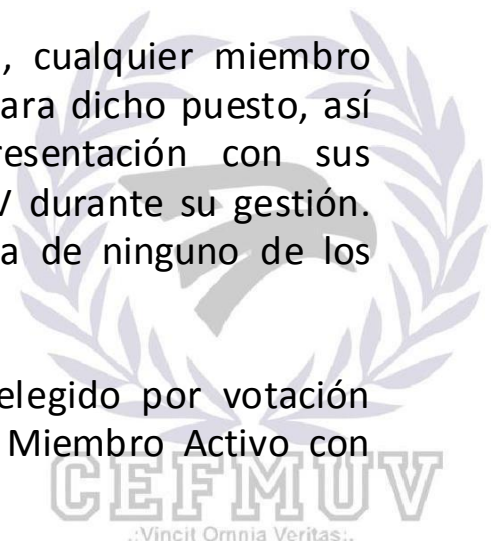 , cualquier miembro
ara dicho puesto, así
resentación con sus
V durante su gestión.
a de ninguno de los
elegido por votación
Miembro Activo con
CEFMUV
.:Vincit Omnia Veritas:.